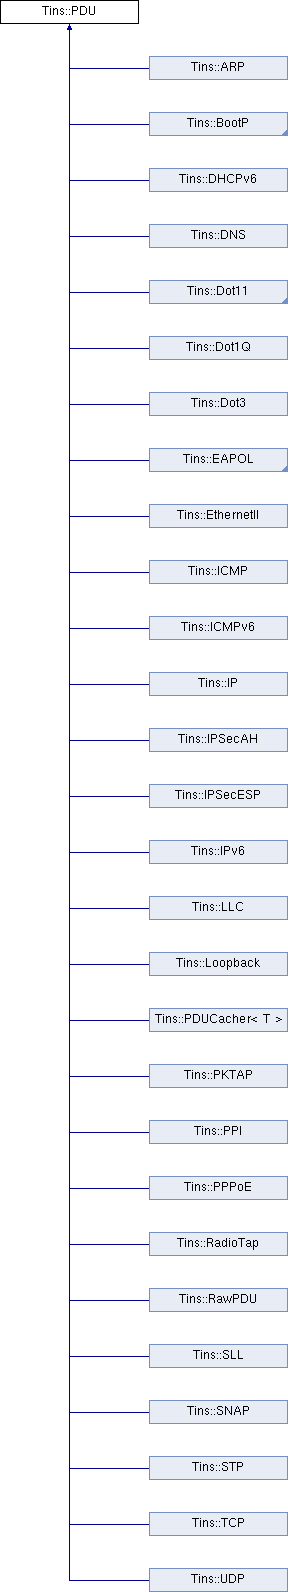 Tins::PDU
Tins::ARP
Tins::BootP
Tins::DHCPv6
Tins::DNS
Tins::Dot11
Tins::Dot1Q
Tins::Dot3
Tins::EAPOL
Tins::EthernetII
Tins::ICMP
Tins::ICMPv6
Tins::IP
Tins::IPSecAH
Tins::IPSecESP
Tins::IPv6
Tins::LLC
Tins::Loopback
Tins::PDUCacher< T >
Tins::PKTAP
Tins::PPI
Tins::PPPoE
Tins::RadioTap
Tins::RawPDU
Tins::SLL
Tins::SNAP
Tins::STP
Tins::TCP
Tins::UDP